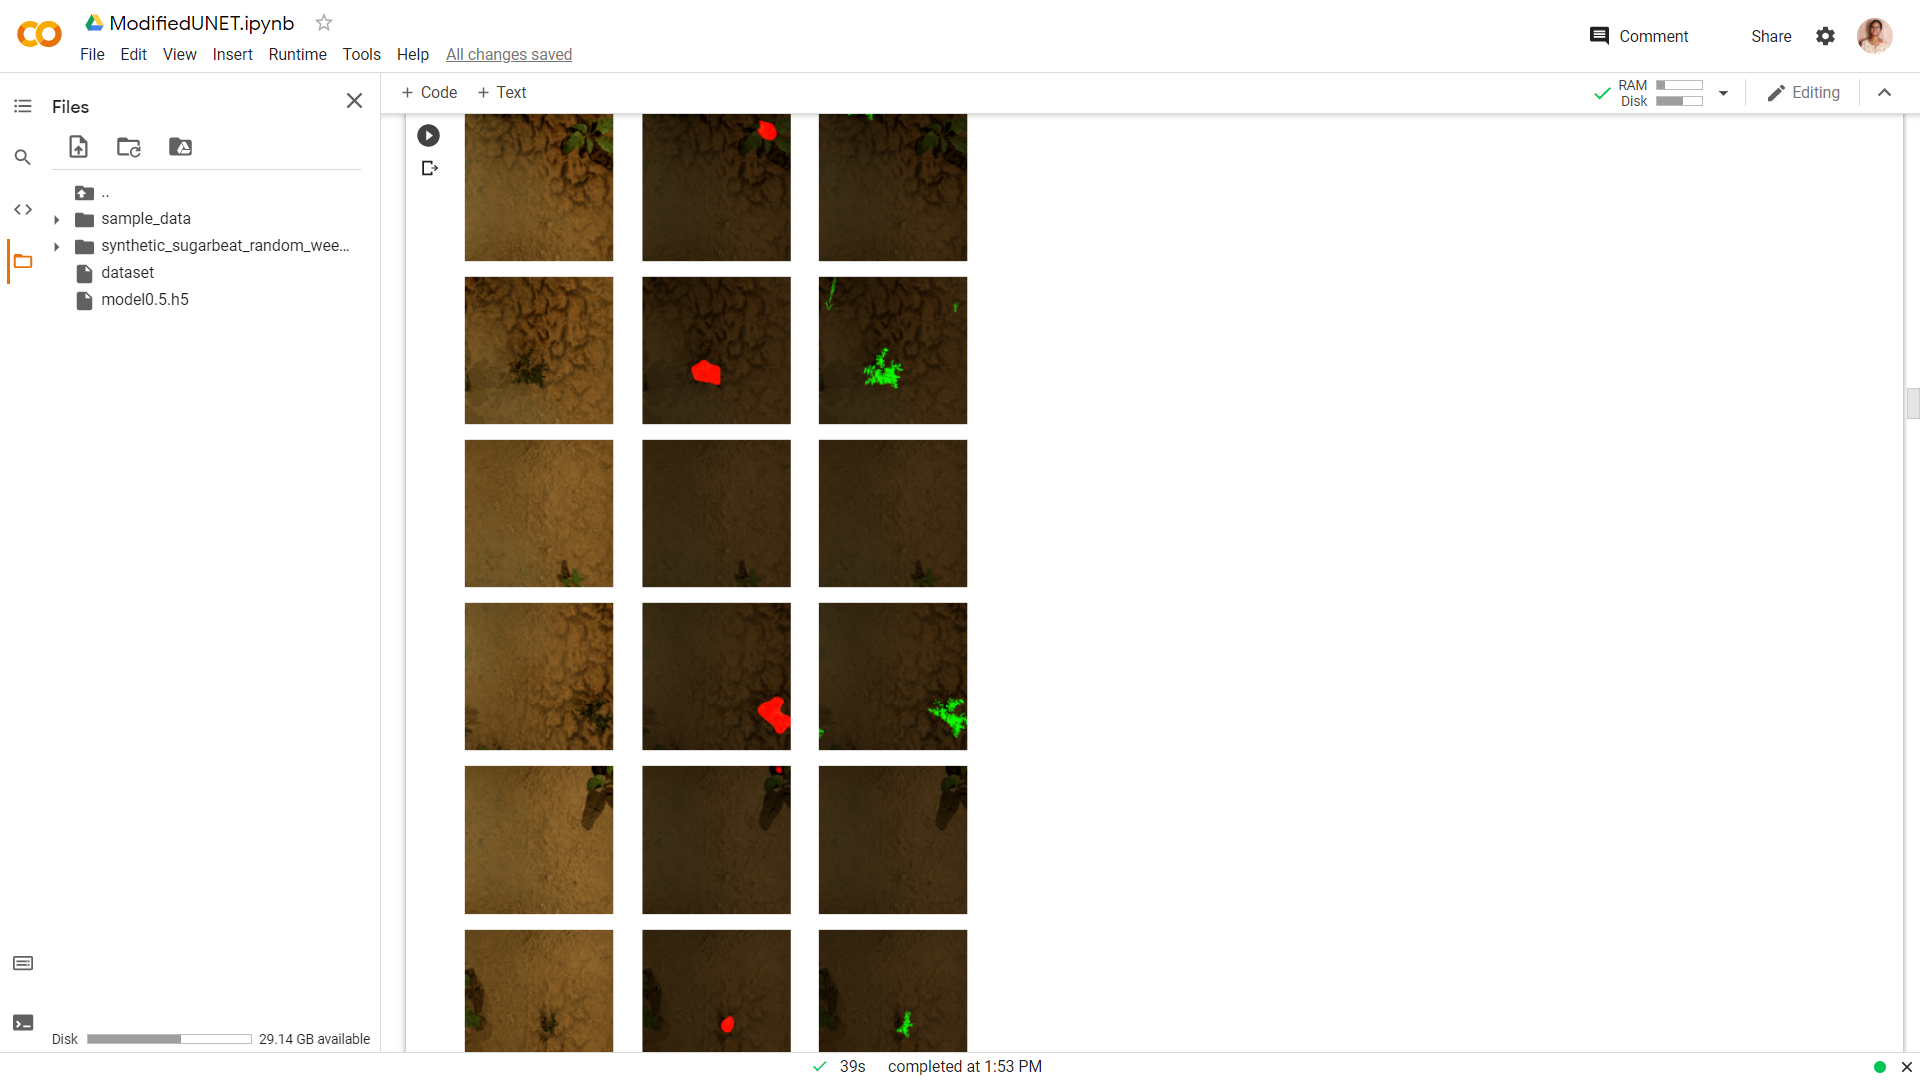 ModifiedUNET.ipynb
File Edit View Insert Runtime Tools Help All changes saved
Comment Share
Files
+ Code + Text
RAM
Disk
Editing
..
sample_data
synthetic_sugarbeat_random_wee...
dataset
model0.5.h5
Disk 29.14 GB available
39s completed at 1:53 PM